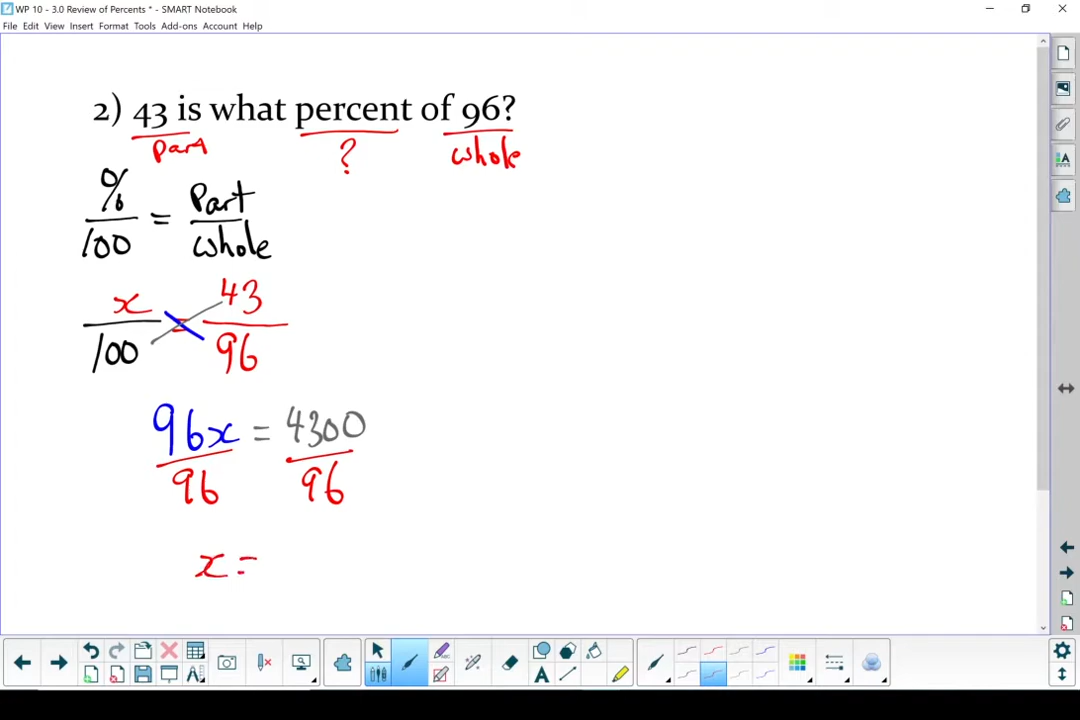 WP 10 - 3.0 Review of Percents * - SMART Notebook
File Edit View Insert Format Tools Add-ons Account Help
2) 43 is what percent of 96?
part ? whole
%/100 = Part/whole
x/100 = 43/96
96x/96 = 4300/96
x =